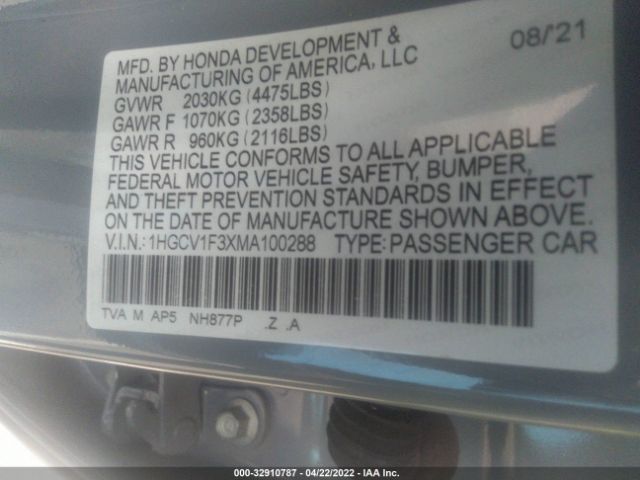 MFD. BY HONDA DEVELOPMENT & 08/'21
MANUFACTURING OF AMERICA, LLC
GVWR 2030KG (4475LBS)
GAWR F 1070KG (2358LBS)
GAWR R 960KG (2116LBS)
THIS VEHICLE CONFORMS TO ALL APPLICABLE
FEDERAL MOTOR VEHICLE SAFETY, BUMPER,
AND THEFT PREVENTION STANDARDS IN EFFECT
ON THE DATE OF MANUFACTURE SHOWN ABOVE.
V.I.N.: 1HGCV1F3XMA100288 TYPE: PASSENGER CAR
TVA M AP5 NH877P .Z .A
000-32910787 - 04/22/2022 - IAA Inc.